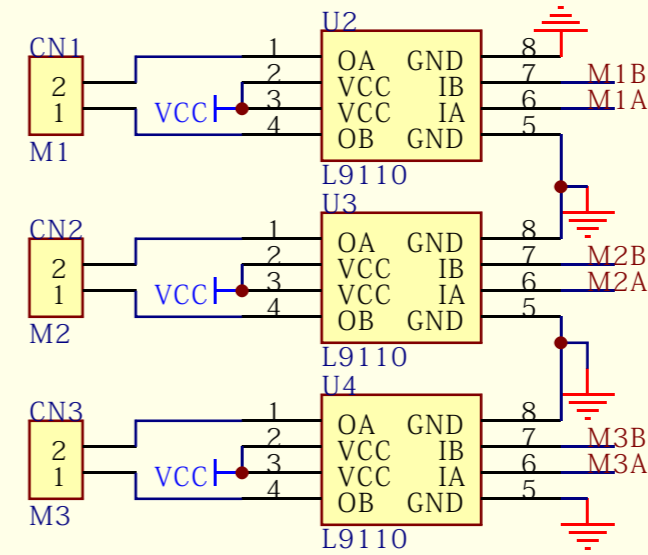 U2
CN1 1 OA GND 8
2 2 VCC IB 7 M1B
1 VCC 3 VCC IA 6 M1A
4 OB GND 5
M1
L9110
U3
CN2 1 OA GND 8
2 2 VCC IB 7 M2B
1 VCC 3 VCC IA 6 M2A
4 OB GND 5
M2
L9110
U4
CN3 1 OA GND 8
2 2 VCC IB 7 M3B
1 VCC 3 VCC IA 6 M3A
4 OB GND 5
M3
L9110